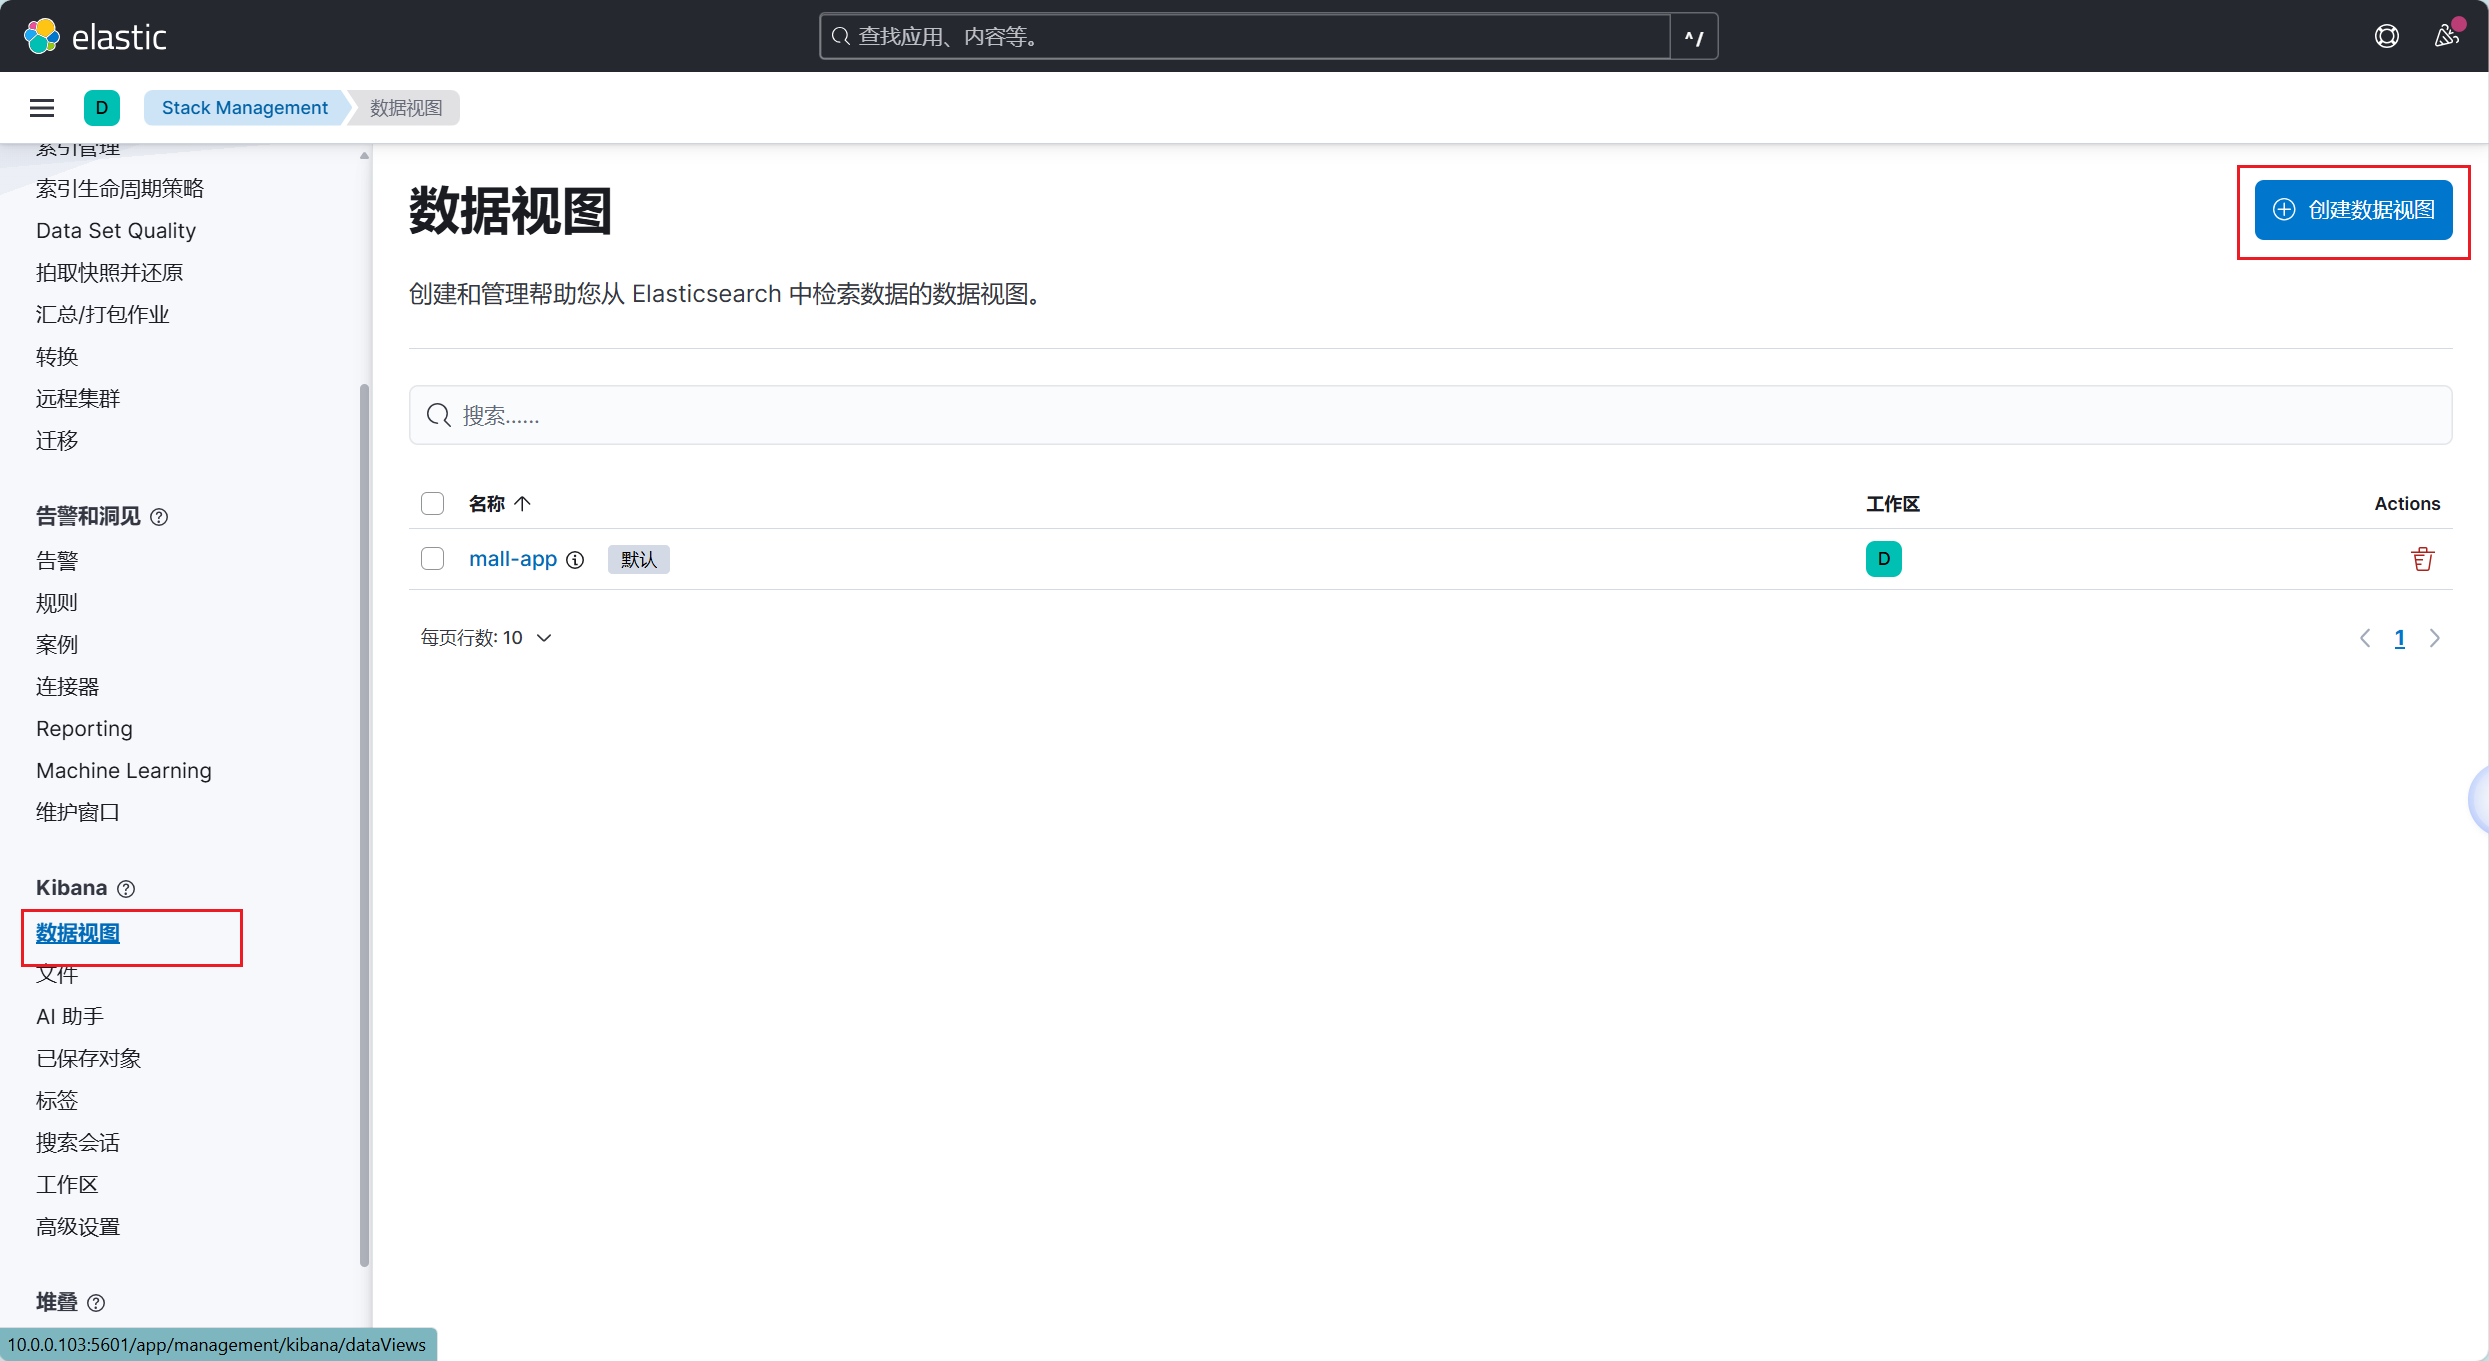 elastic
查找应用、内容等。
^/
D
Stack Management
数据视图
索引管理
索引生命周期策略
Data Set Quality
拍取快照并还原
汇总/打包作业
转换
远程集群
迁移
告警和洞见
告警
规则
案例
连接器
Reporting
Machine Learning
维护窗口
Kibana
数据视图
文件
AI 助手
已保存对象
标签
搜索会话
工作区
高级设置
堆叠
10.0.0.103:5601/app/management/kibana/dataViews
数据视图
创建数据视图
创建和管理帮助您从 Elasticsearch 中检索数据的数据视图。
搜索......
名称 工作区 Actions
mall-app 默认 D
每页行数: 10
1